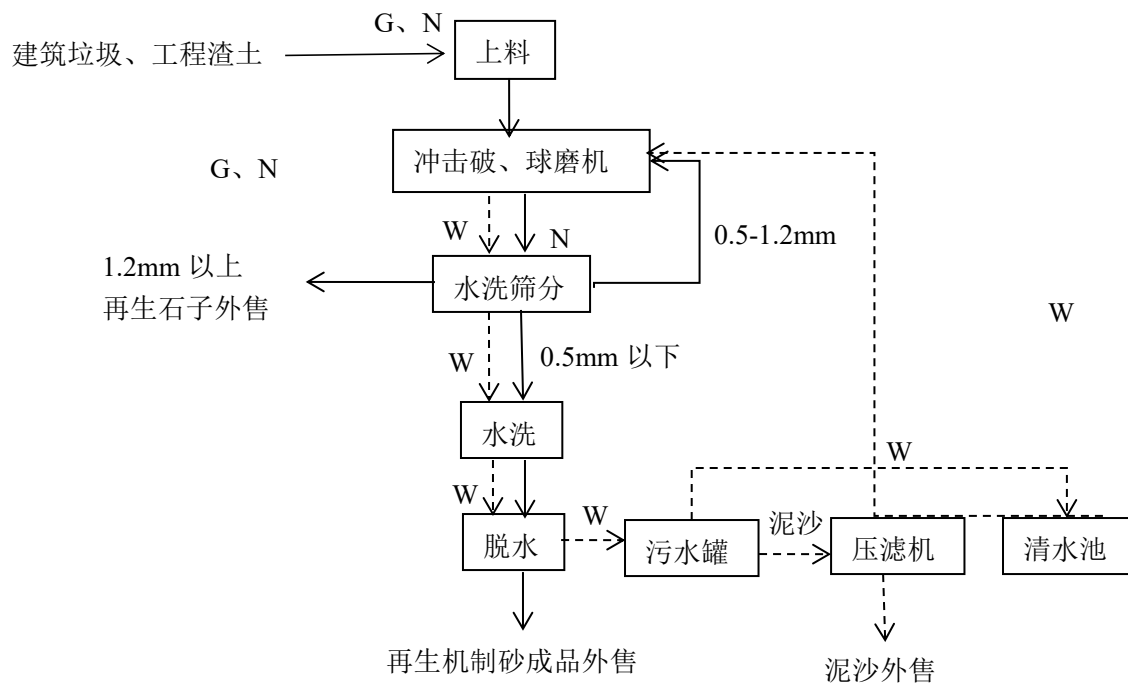 G、N
建筑垃圾、工程渣土
上料
冲击破、球磨机
G、N
W
N
0.5-1.2mm
1.2mm 以上
再生石子外售
水洗筛分
W
W
0.5mm 以下
水洗
W
W
W
泥沙
脱水
污水罐
压滤机
清水池
再生机制砂成品外售
泥沙外售